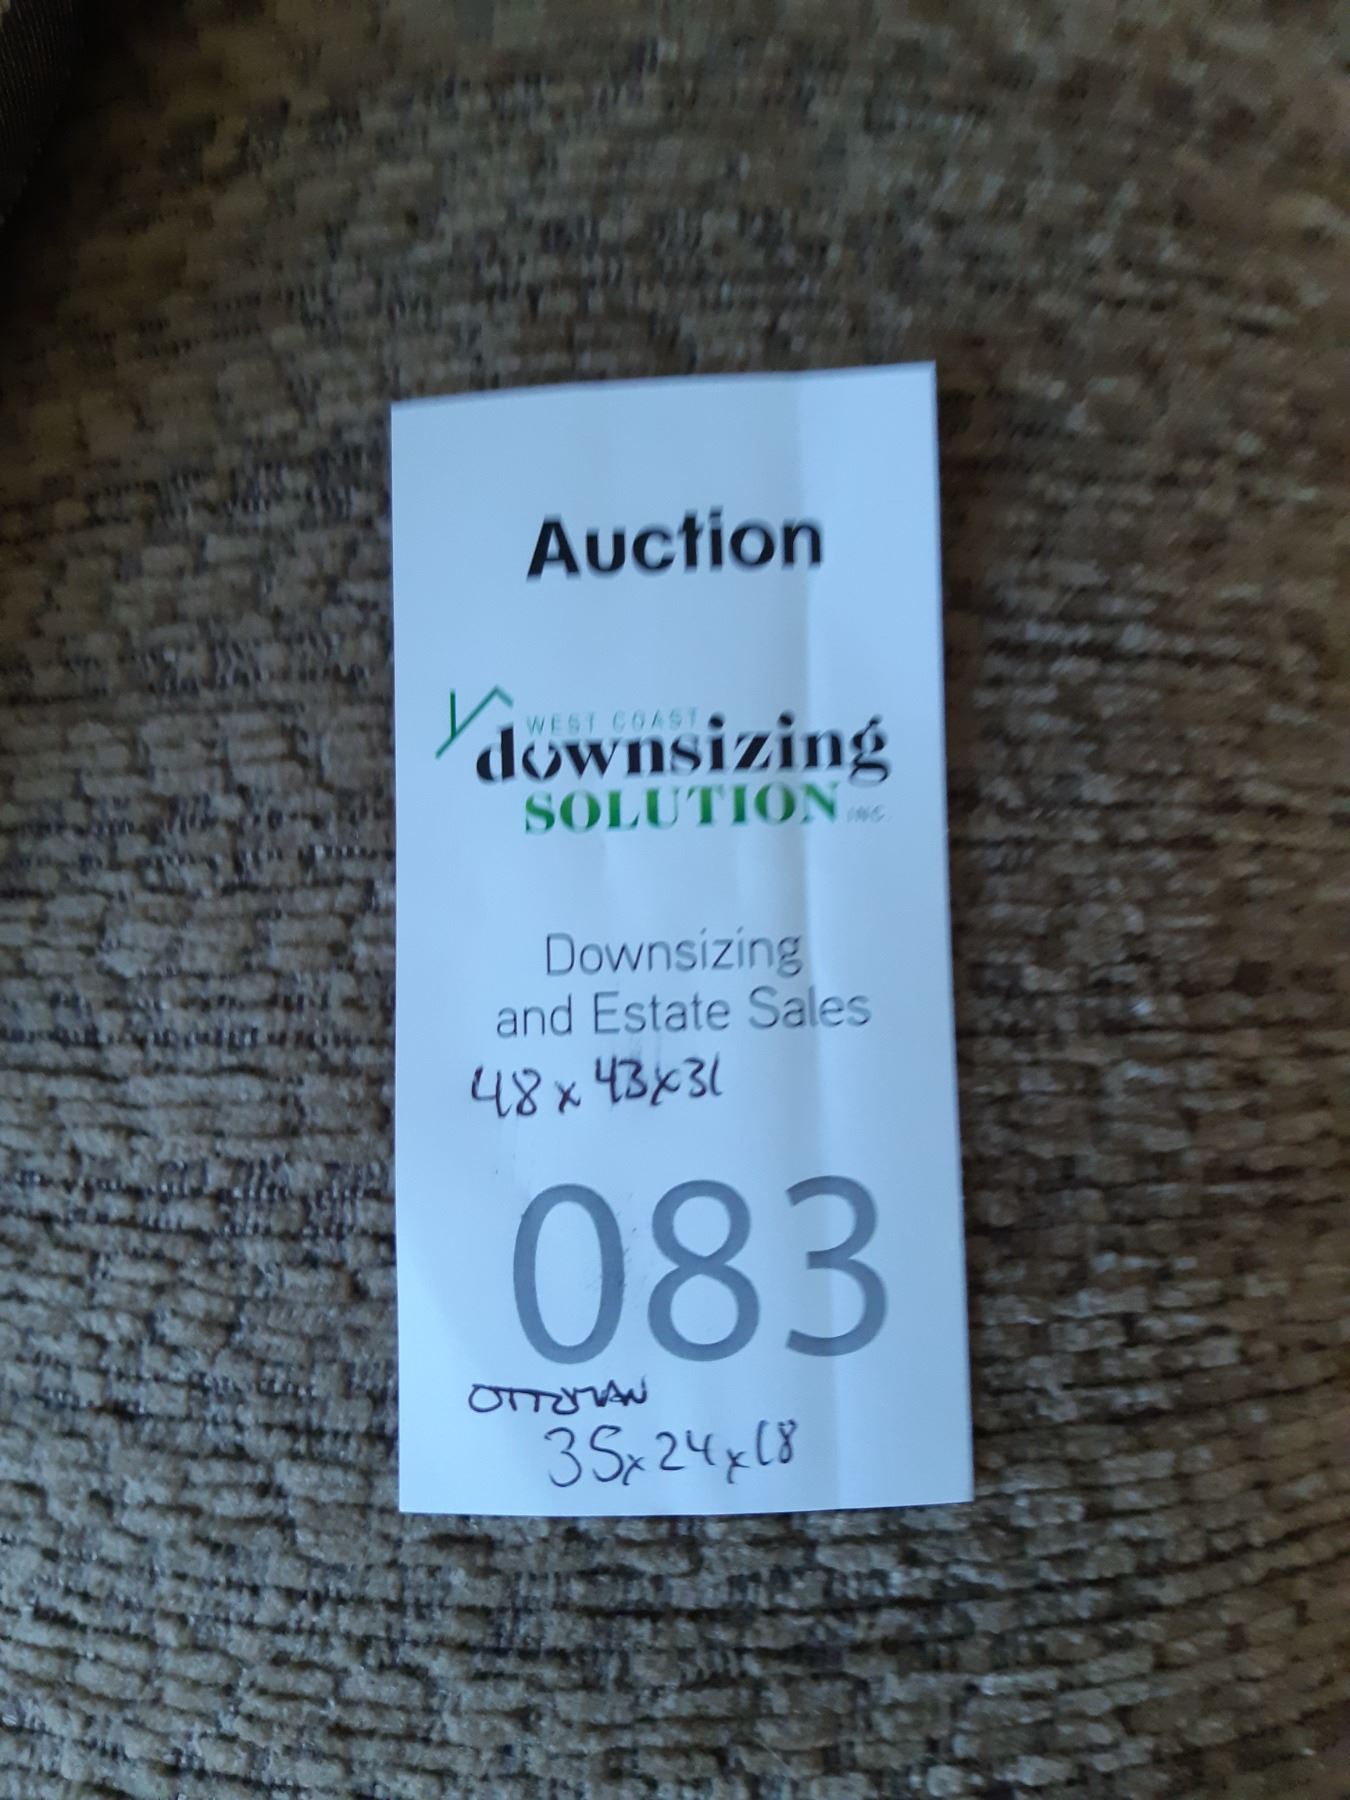 Auction
WEST COAST
downsizing
SOLUTION INC.
Downsizing
and Estate Sales
48 x 43 x 31
083
OTTOMAN
35 x 24 x 18